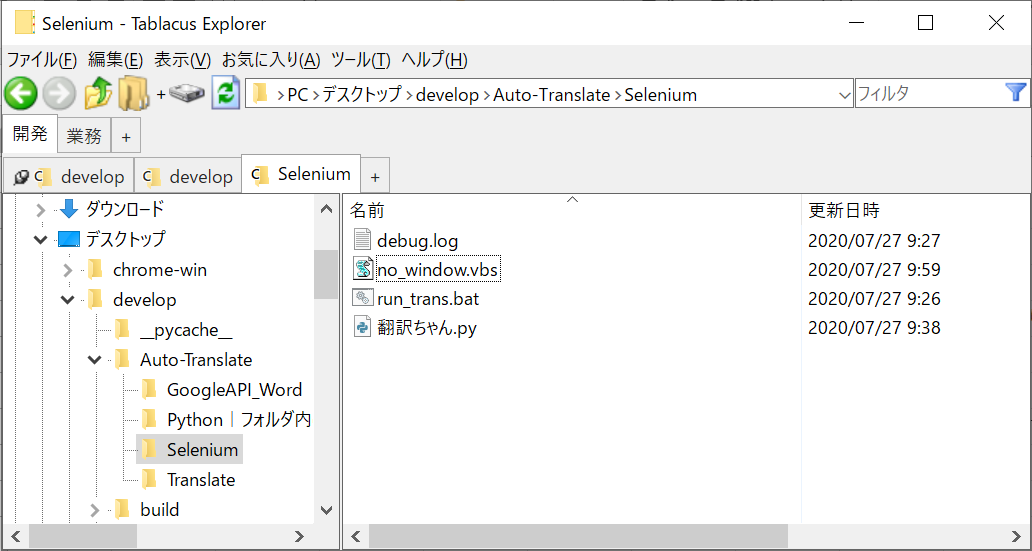 Selenium - Tablacus Explorer
ファイル(F) 編集(E) 表示(V) お気に入り(A) ツール(T) ヘルプ(H)
+ PC デスクトップ develop Auto-Translate Selenium フィルタ
開発 業務 +
C develop C develop C Selenium +
ダウンロード
デスクトップ
chrome-win
develop
__pycache__
Auto-Translate
GoogleAPI_Word
Python｜フォルダ内
Selenium
Translate
build
名前 更新日時
debug.log 2020/07/27 9:27
no_window.vbs 2020/07/27 9:59
run_trans.bat 2020/07/27 9:26
翻訳ちゃん.py 2020/07/27 9:38